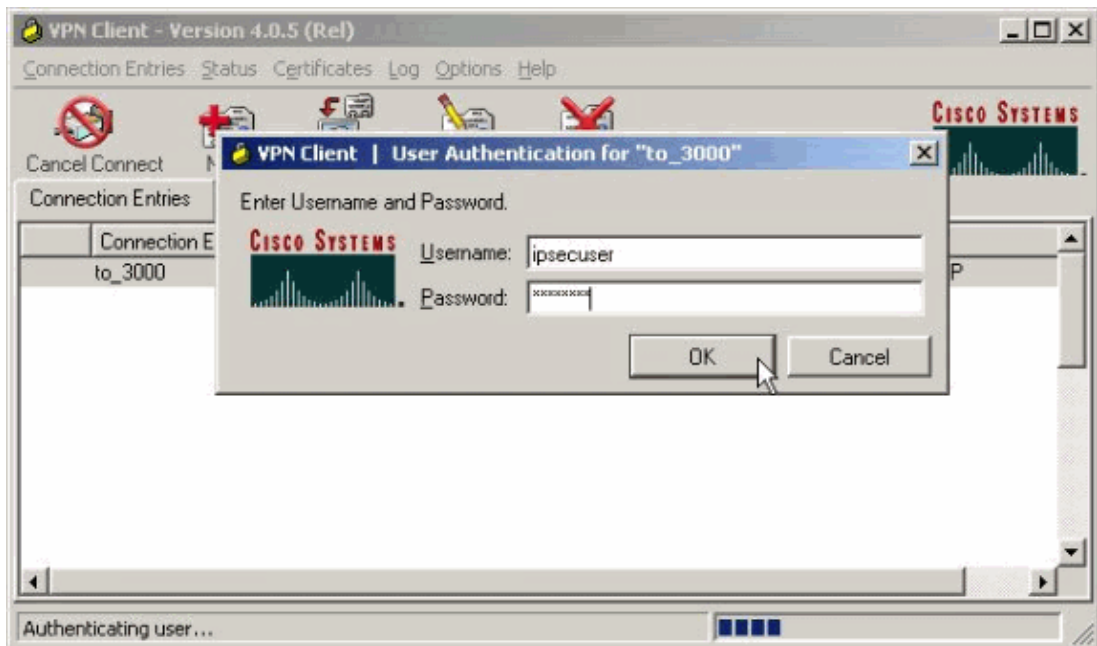 VPN Client - Version 4.0.5 (Rel)
Connection Entries Status Certificates Log Options Help
CISCO SYSTEMS
Cancel Connect
VPN Client | User Authentication for "to_3000"
Connection Entries
Enter Username and Password.
Connection E
CISCO SYSTEMS
Username: ipsecuser
to_3000
P
Password: ********
OK Cancel
Authenticating user...